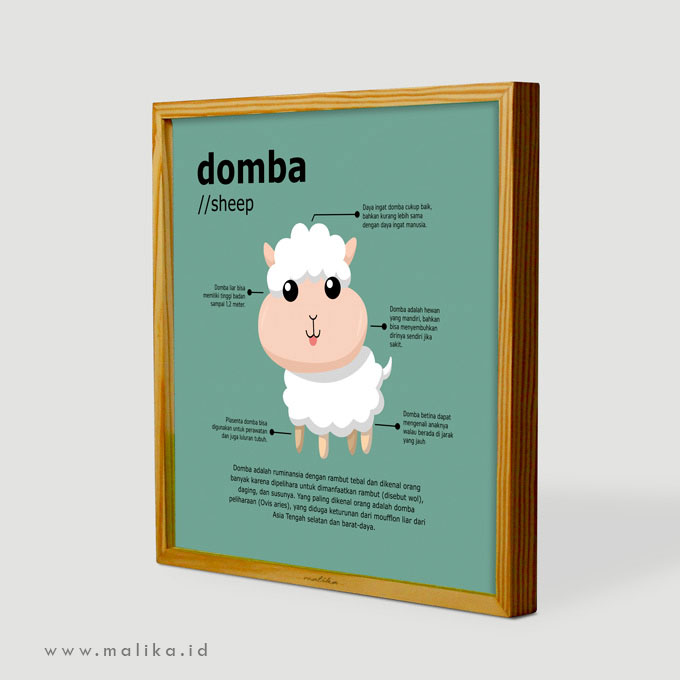 domba
//sheep
Daya ingat domba cukup baik,
bahkan kurang lebih sama
dengan daya ingat manusia.
Domba liar bisa
memiliki tinggi badan
sampai 1,2 meter.
Domba adalah hewan
yang mandiri, bahkan
bisa menyembuhkan
dirinya sendiri jika
sakit.
Plasenta domba bisa
digunakan untuk perawatan
dan juga luluran tubuh.
Domba betina dapat
mengenali anaknya
walau berada di jarak
yang jauh
Domba adalah ruminansia dengan rambut tebal dan dikenal orang
banyak karena dipelihara untuk dimanfaatkan rambut (disebut wol),
daging, dan susunya. Yang paling dikenal orang adalah domba
peliharaan (Ovis aries), yang diduga keturunan dari moufflon liar dari
Asia Tengah selatan dan barat-daya.
malika
www.malika.id